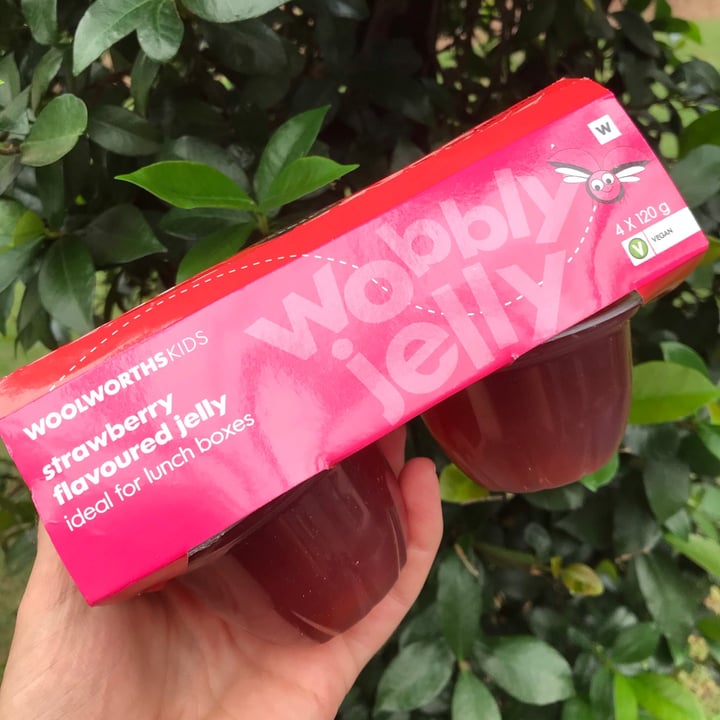 W
wobbly
jelly
4 X 120 g
V VEGAN
WOOLWORTHSKIDS
strawberry
flavoured jelly
ideal for lunch boxes